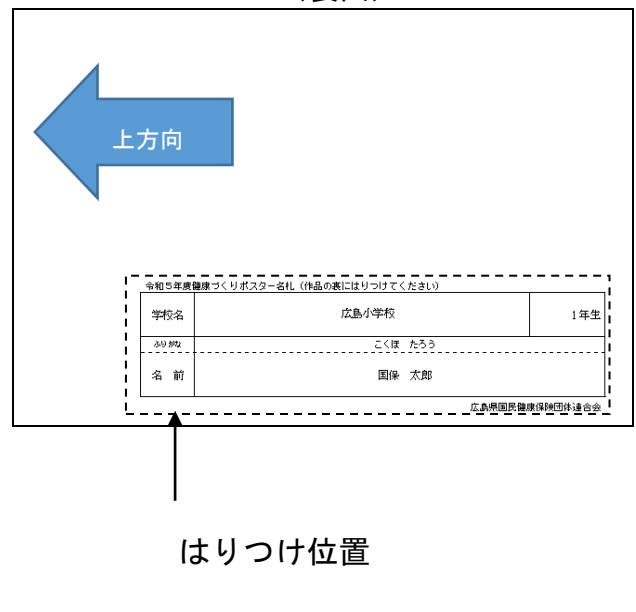 上方向
令和５年度健康づくりポスター名札（作品の裏にはりつけてください）
学校名 広島小学校 １年生
ふりがな こくほ たろう
名 前 国保 太郎
広島県国民健康保険団体連合会
はりつけ位置